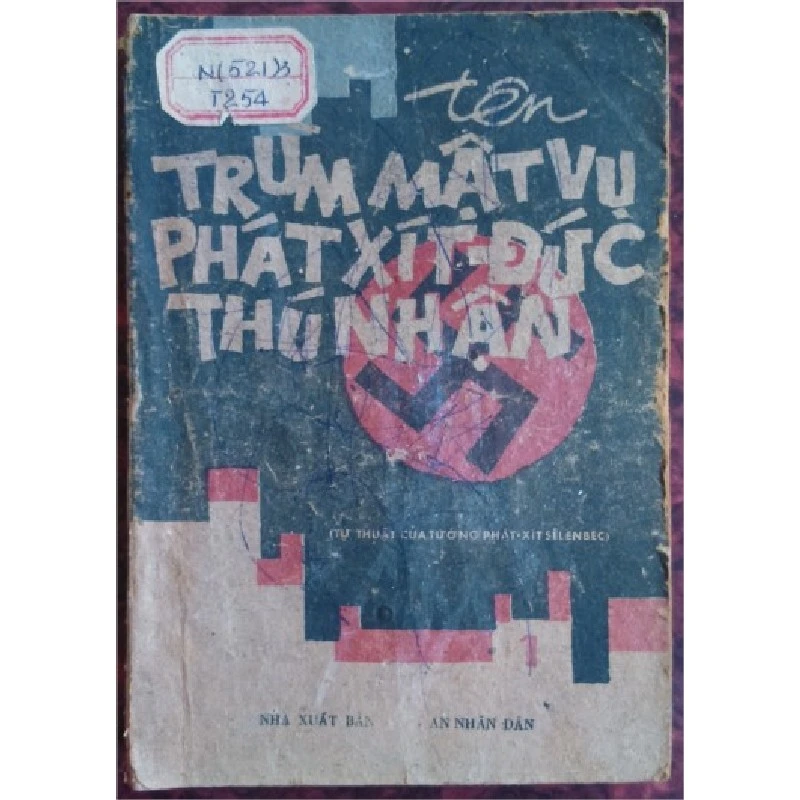 N(521)3
T254
tên
TRÙM MẬT VỤ
PHÁT XÍT-ĐỨC
THÚ NHẬN
(TỰ THUẬT CỦA TƯỚNG PHÁT-XÍT SÊLENBEC)
NHÀ XUẤT BẢN AN NHÂN DÂN